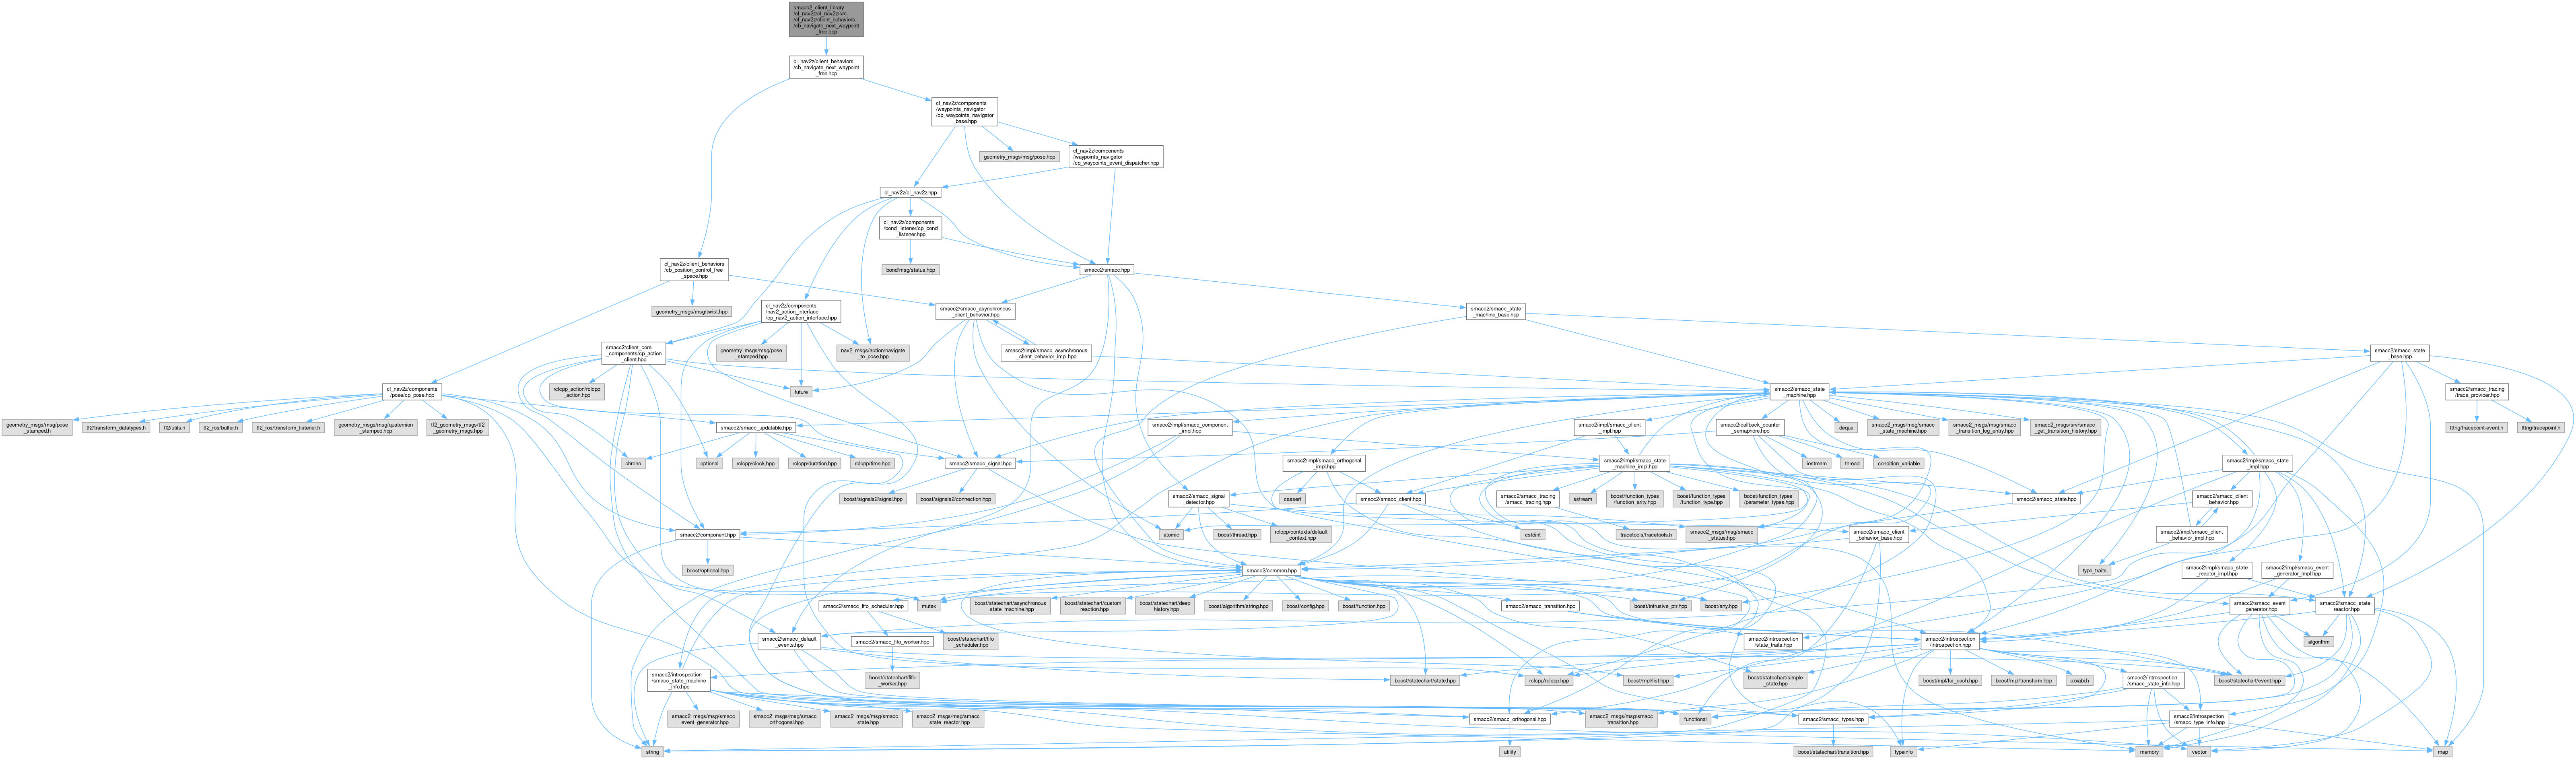 smacc2_client_library
/cl_nav2z/cl_nav2z/src
/cl_nav2z/client_behaviors
/cb_navigate_next_waypoint
_free.cpp
cl_nav2z/client_behaviors
/cb_navigate_next_waypoint
_free.hpp
cl_nav2z/components
/waypoints_navigator
/cp_waypoints_navigator
_base.hpp
geometry_msgs/msg/pose.hpp
cl_nav2z/components
/waypoints_navigator
/cp_waypoints_event_dispatcher.hpp
cl_nav2z/cl_nav2z.hpp
cl_nav2z/components
/bond_listener/cp_bond
_listener.hpp
cl_nav2z/client_behaviors
/cb_position_control_free
_space.hpp
bond/msg/status.hpp
smacc2/smacc.hpp
geometry_msgs/msg/twist.hpp
cl_nav2z/components
/nav2_action_interface
/cp_nav2_action_interface.hpp
smacc2/smacc_asynchronous
_client_behavior.hpp
smacc2/smacc_state
_machine_base.hpp
smacc2/client_core
_components/cp_action
_client.hpp
geometry_msgs/msg/pose
_stamped.hpp
nav2_msgs/action/navigate
_to_pose.hpp
smacc2/impl/smacc_asynchronous
_client_behavior_impl.hpp
smacc2/smacc_state
_base.hpp
cl_nav2z/components
/pose/cp_pose.hpp
rclcpp_action/rclcpp
_action.hpp
future
smacc2/smacc_state
_machine.hpp
smacc2/smacc_tracing
/trace_provider.hpp
geometry_msgs/msg/pose
_stamped.h
tf2/transform_datatypes.h
tf2/utils.h
tf2_ros/buffer.h
tf2_ros/transform_listener.h
geometry_msgs/msg/quaternion
_stamped.hpp
tf2_geometry_msgs/tf2
_geometry_msgs.hpp
smacc2/smacc_updatable.hpp
smacc2/impl/smacc_component
_impl.hpp
smacc2/impl/smacc_client
_impl.hpp
smacc2/callback_counter
_semaphore.hpp
deque
smacc2_msgs/msg/smacc
_state_machine.hpp
smacc2_msgs/msg/smacc
_transition_log_entry.hpp
smacc2_msgs/srv/smacc
_get_transition_history.hpp
lttng/tracepoint-event.h
lttng/tracepoint.h
chrono
optional
rclcpp/clock.hpp
rclcpp/duration.hpp
rclcpp/time.hpp
smacc2/smacc_signal.hpp
smacc2/impl/smacc_orthogonal
_impl.hpp
smacc2/impl/smacc_state
_machine_impl.hpp
iostream
thread
condition_variable
smacc2/impl/smacc_state
_impl.hpp
boost/signals2/signal.hpp
boost/signals2/connection.hpp
smacc2/smacc_signal
_detector.hpp
cassert
smacc2/smacc_client.hpp
smacc2/smacc_tracing
/smacc_tracing.hpp
sstream
boost/function_types
/function_arity.hpp
boost/function_types
/function_type.hpp
boost/function_types
/parameter_types.hpp
smacc2/smacc_state.hpp
smacc2/smacc_client
_behavior.hpp
smacc2/component.hpp
atomic
boost/thread.hpp
rclcpp/contexts/default
_context.hpp
cstdint
tracetools/tracetools.h
smacc2_msgs/msg/smacc
_status.hpp
smacc2/smacc_client
_behavior_base.hpp
smacc2/impl/smacc_client
_behavior_impl.hpp
boost/optional.hpp
smacc2/common.hpp
type_traits
smacc2/impl/smacc_state
_reactor_impl.hpp
smacc2/impl/smacc_event
_generator_impl.hpp
smacc2/smacc_fifo_scheduler.hpp
mutex
boost/statechart/asynchronous
_state_machine.hpp
boost/statechart/custom
_reaction.hpp
boost/statechart/deep
_history.hpp
boost/algorithm/string.hpp
boost/config.hpp
boost/function.hpp
smacc2/smacc_transition.hpp
boost/intrusive_ptr.hpp
boost/any.hpp
smacc2/smacc_event
_generator.hpp
smacc2/smacc_state
_reactor.hpp
smacc2/smacc_default
_events.hpp
smacc2/smacc_fifo_worker.hpp
boost/statechart/fifo
_scheduler.hpp
smacc2/introspection
/state_traits.hpp
smacc2/introspection
/introspection.hpp
algorithm
smacc2/introspection
/smacc_state_machine
_info.hpp
boost/statechart/fifo
_worker.hpp
boost/statechart/state.hpp
rclcpp/rclcpp.hpp
boost/mpl/list.hpp
boost/statechart/simple
_state.hpp
boost/mpl/for_each.hpp
boost/mpl/transform.hpp
cxxabi.h
smacc2/introspection
/smacc_state_info.hpp
boost/statechart/event.hpp
smacc2_msgs/msg/smacc
_event_generator.hpp
smacc2_msgs/msg/smacc
_orthogonal.hpp
smacc2_msgs/msg/smacc
_state.hpp
smacc2_msgs/msg/smacc
_state_reactor.hpp
smacc2_msgs/msg/smacc
_transition.hpp
functional
smacc2/smacc_orthogonal.hpp
smacc2/smacc_types.hpp
smacc2/introspection
/smacc_type_info.hpp
string
utility
boost/statechart/transition.hpp
typeinfo
memory
vector
map